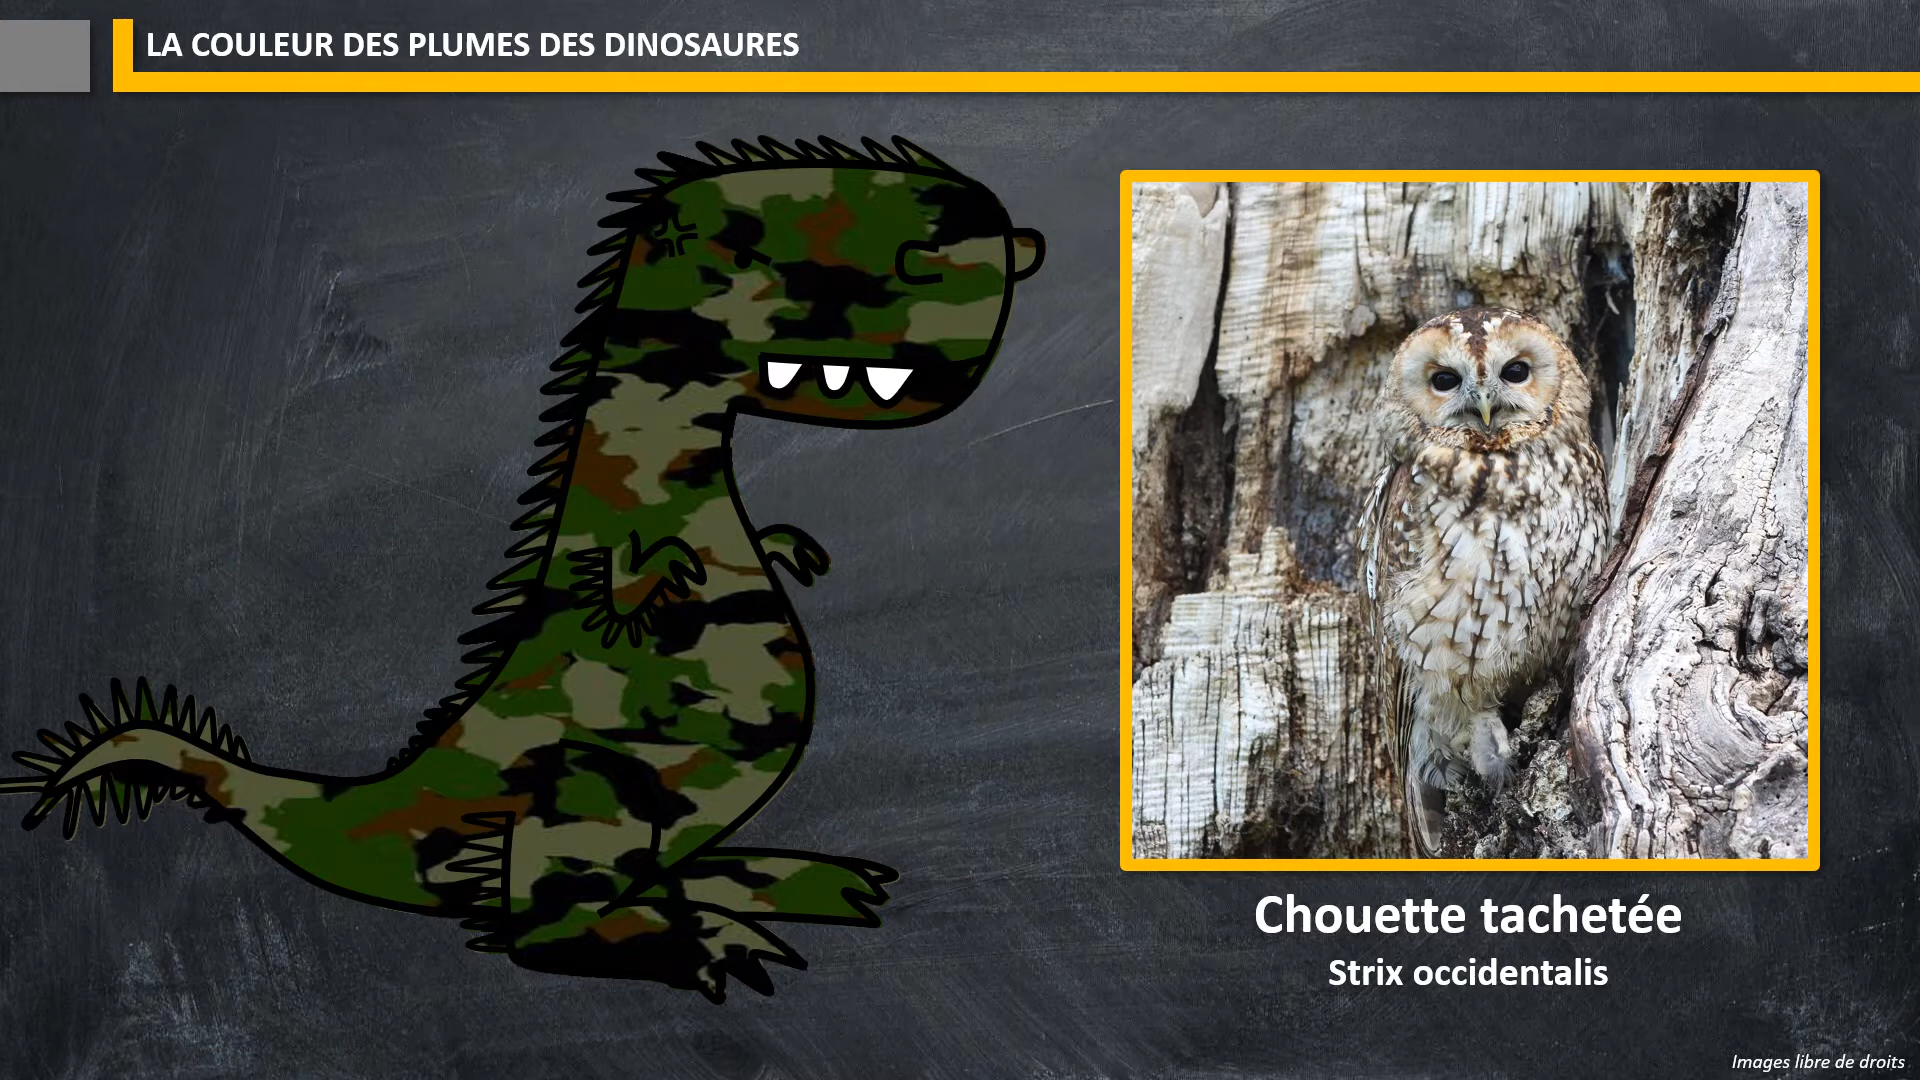 LA COULEUR DES PLUMES DES DINOSAURES
Chouette tachetée
Strix occidentalis
Images libre de droits